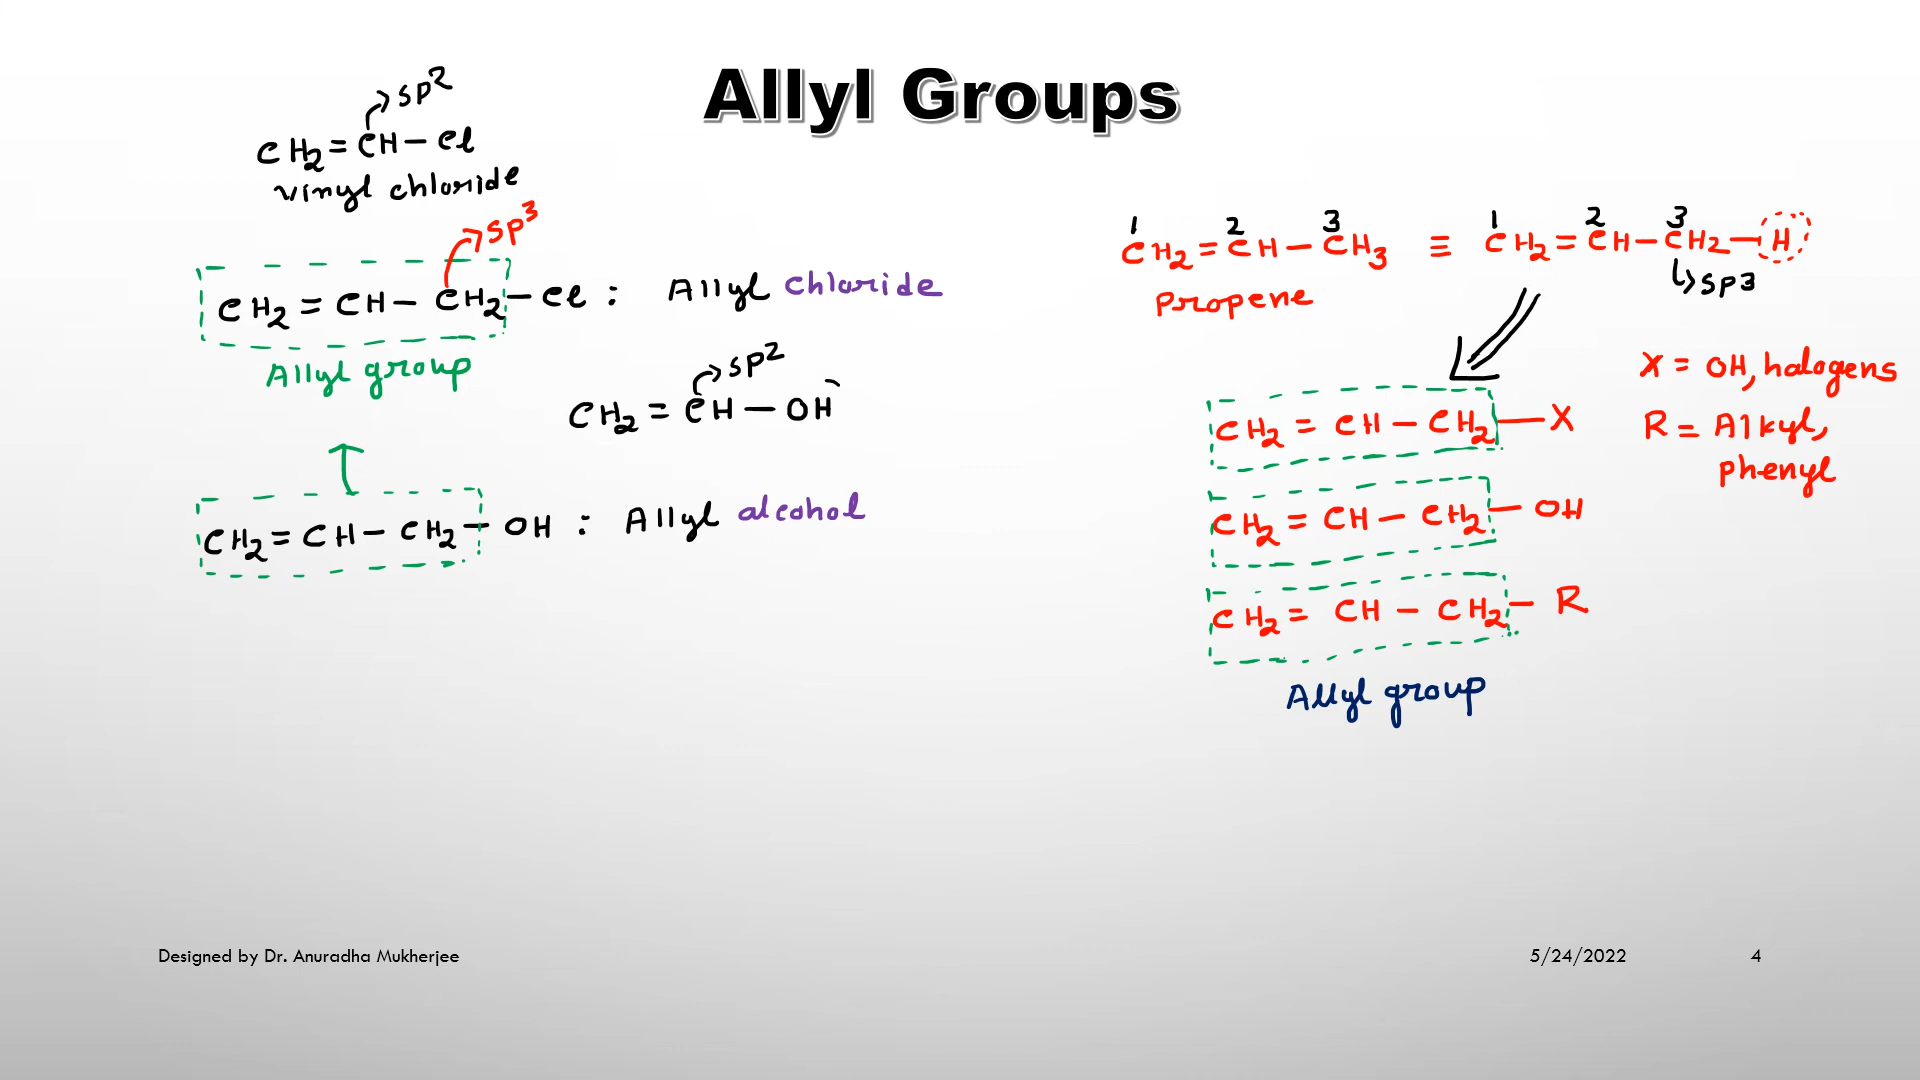 Allyl Groups
sp2
CH2=CH-Cl
vinyl chloride
sp3
CH2=CH-CH2-Cl : Allyl chloride
Allyl group
sp2
CH2=CH-OH
CH2=CH-CH2-OH : Allyl alcohol
1 2 3 1 2 3
CH2=CH-CH3 ≡ CH2=CH-CH2-H
sp3
Propene
X = OH, halogens
R = Alkyl,
phenyl
CH2=CH-CH2-X
CH2=CH-CH2-OH
CH2=CH-CH2-R
Allyl group
Designed by Dr. Anuradha Mukherjee 5/24/2022 4